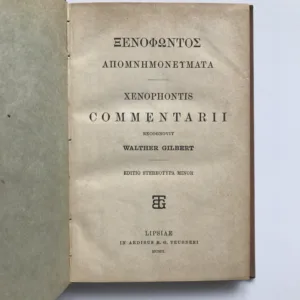 ΞΕΝΟΦΩΝΤΟΣ
ΑΠΟΜΝΗΜΟΝΕΥΜΑΤΑ
XENOPHONTIS
COMMENTARII
RECOGNOVIT
WALTHER GILBERT
EDITIO STEREOTYPA MINOR
LIPSIAE
IN AEDIBUS B. G. TEUBNERI